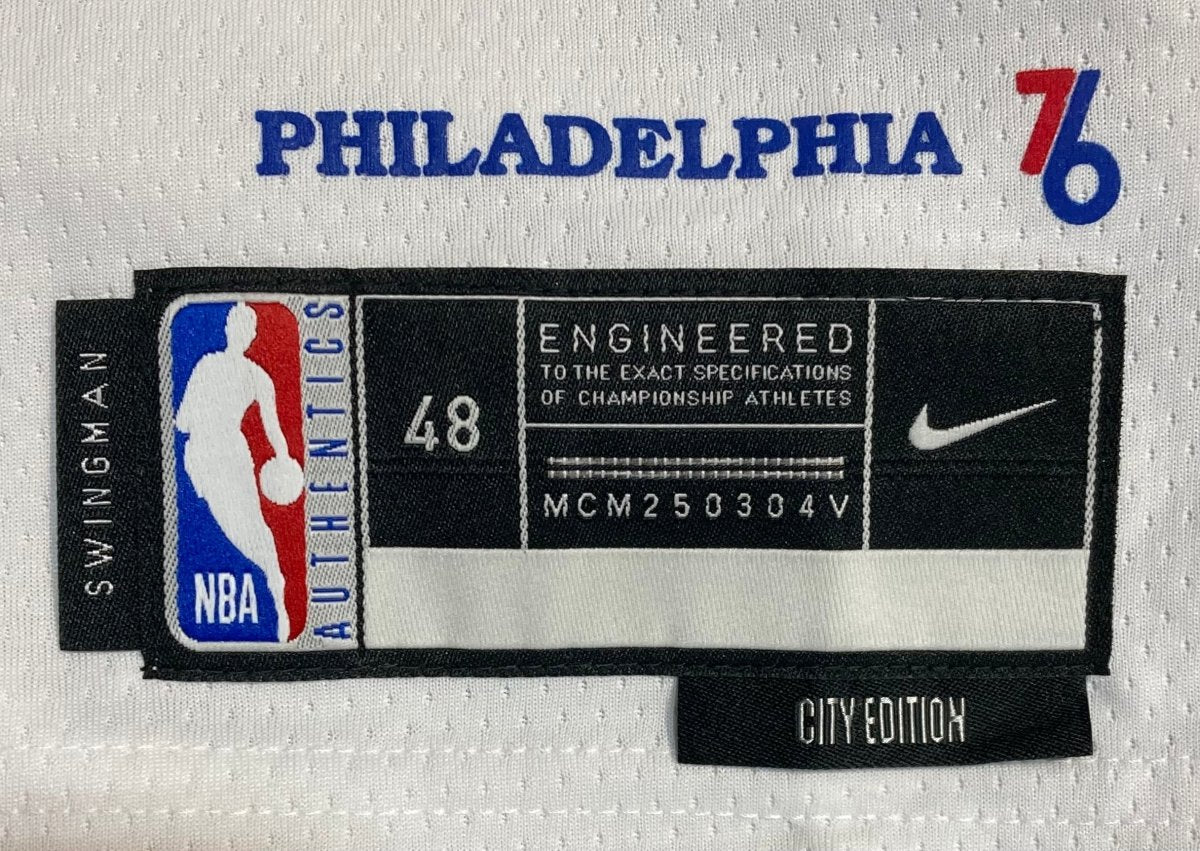 PHILADELPHIA 76
SWINGMAN
NBA
AUTHENTICS
48
ENGINEERED
TO THE EXACT SPECIFICATIONS
OF CHAMPIONSHIP ATHLETES
MCM250304V
CITY EDITION